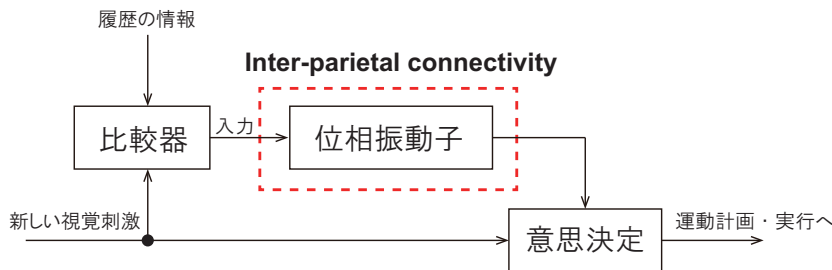 履歴の情報
Inter-parietal connectivity
比較器
入力
位相振動子
新しい視覚刺激
意思決定
運動計画・実行へ